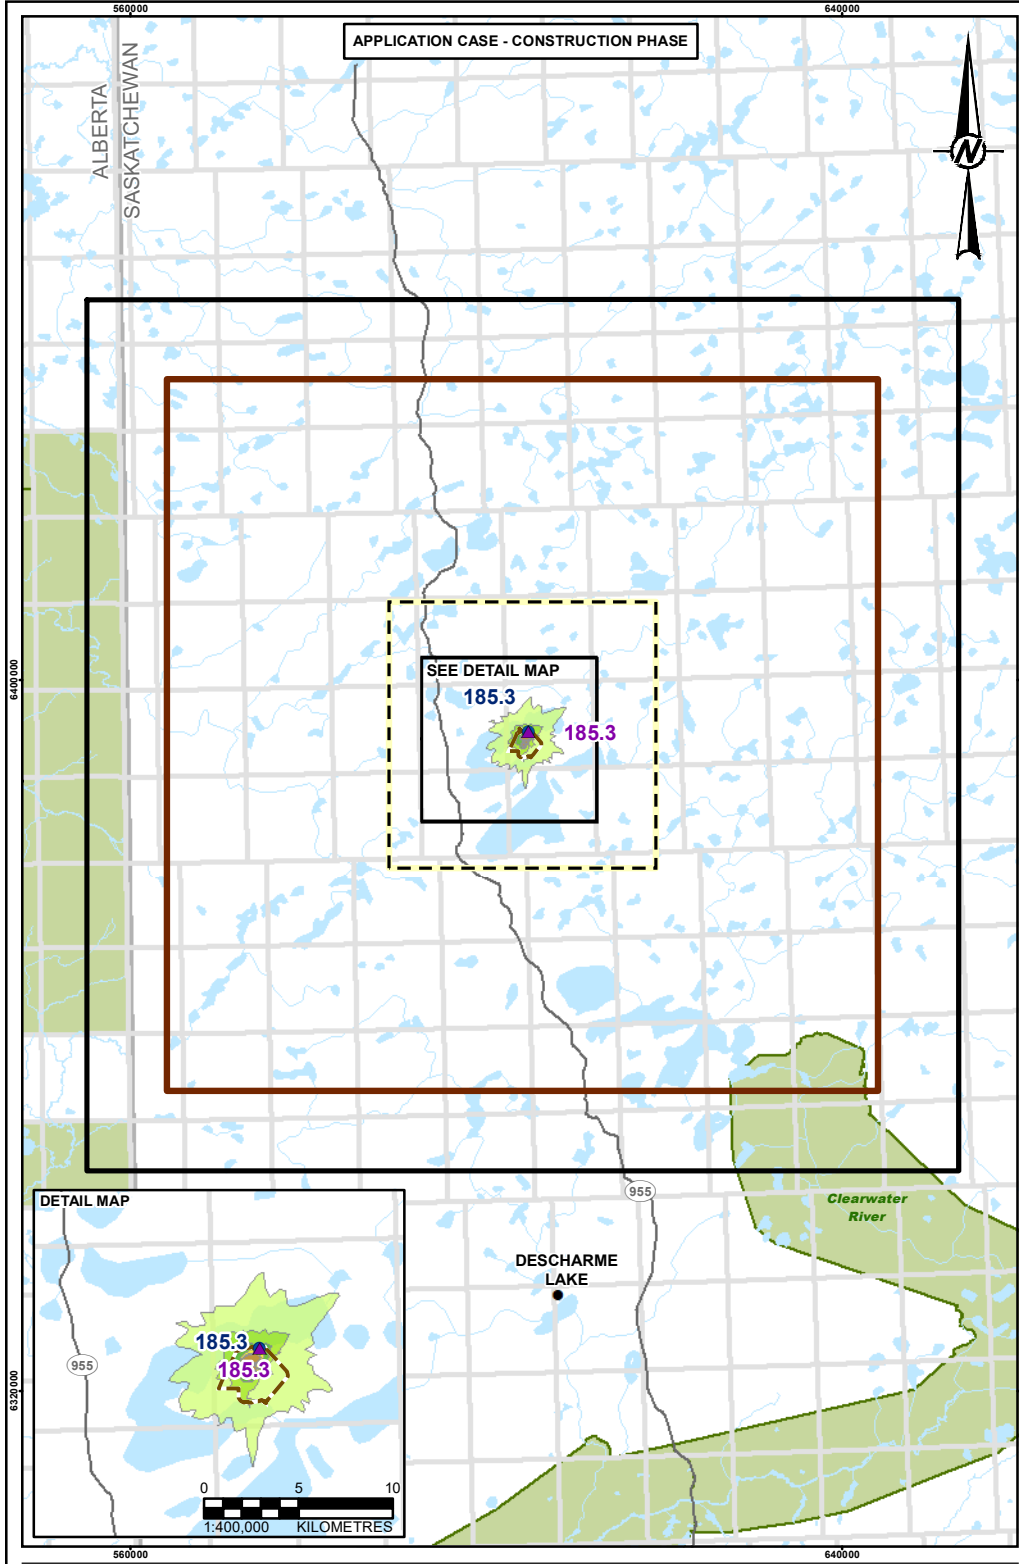 560000
640000
APPLICATION CASE - CONSTRUCTION PHASE
ALBERTA
SASKATCHEWAN
N
6400000
SEE DETAIL MAP
185.3
185.3
955
Clearwater
River
DESCHARME
LAKE
DETAIL MAP
185.3
185.3
955
0 5 10
1:400,000 KILOMETRES
6320000
560000
640000